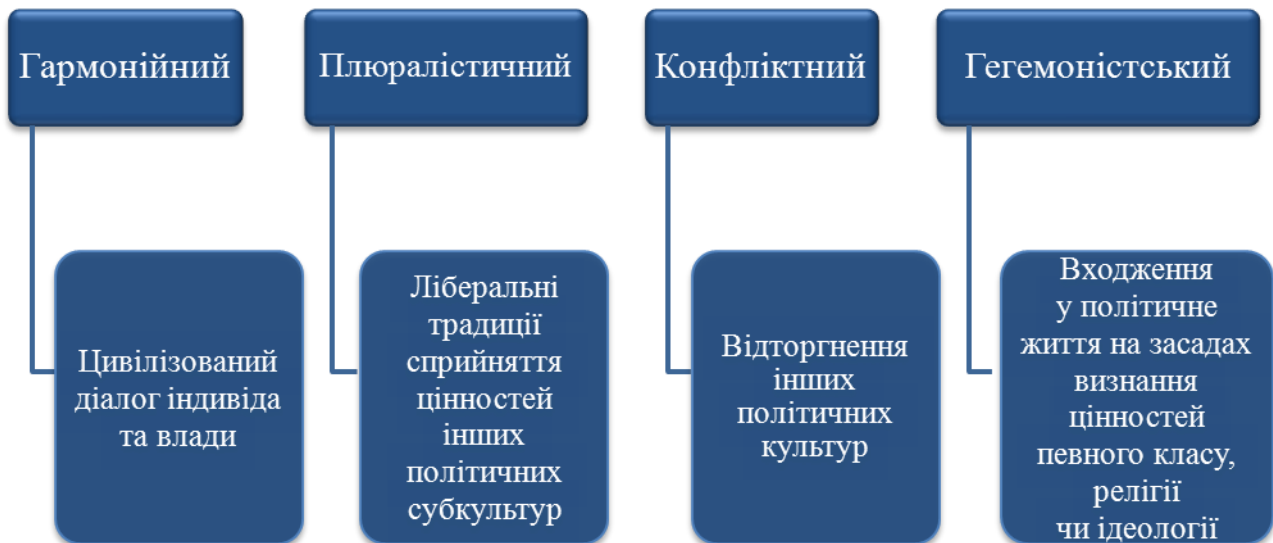 Гармонійний
Плюралістичний
Конфліктний
Гегемоністський
Цивілізований
діалог індивіда
та влади
Ліберальні
традиції
сприйняття
цінностей
інших
політичних
субкультур
Відторгнення
інших
політичних
культур
Входження
у політичне
життя на засадах
визнання
цінностей
певного класу,
релігії
чи ідеології